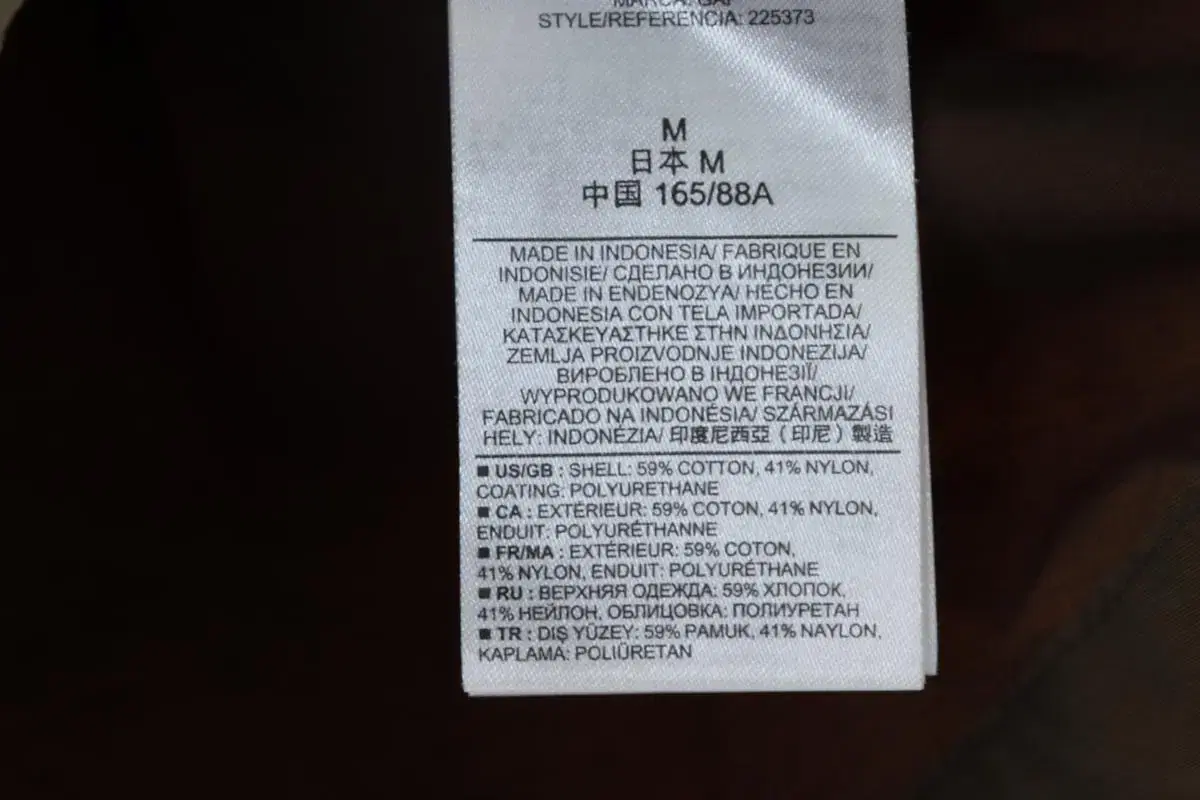 MARCA: GAP
STYLE/REFERENCIA: 225373
M
日本 M
中国 165/88A
MADE IN INDONESIA/ FABRIQUE EN
INDONISIE/ СДЕЛАНО В ИНДОНЕЗИИ/
MADE IN ENDENOZYA/ HECHO EN
INDONESIA CON TELA IMPORTADA/
ΚΑΤΑΣΚΕΥΑΣΤΗΚΕ ΣΤΗΝ ΙΝΔΟΝΗΣΙΑ/
ZEMLJA PROIZVODNJE INDONEZIJA/
ВИРОБЛЕНО В ІНДОНЕЗІЇ/
WYPRODUKOWANO WE FRANCJI/
FABRICADO NA INDONÉSIA/ SZÁRMAZÁSI
HELY: INDONÉZIA/ 印度尼西亞（印尼）製造
■ US/GB : SHELL: 59% COTTON, 41% NYLON,
COATING: POLYURETHANE
■ CA : EXTÉRIEUR: 59% COTON, 41% NYLON,
ENDUIT: POLYURÉTHANNE
■ FR/MA : EXTÉRIEUR: 59% COTON,
41% NYLON, ENDUIT: POLYURÉTHANE
■ RU : ВЕРХНЯЯ ОДЕЖДА: 59% ХЛОПОК,
41% НЕЙЛОН, ОБЛИЦОВКА: ПОЛИУРЕТАН
■ TR : DIŞ YÜZEY: 59% PAMUK, 41% NAYLON,
KAPLAMA: POLIÜRETAN